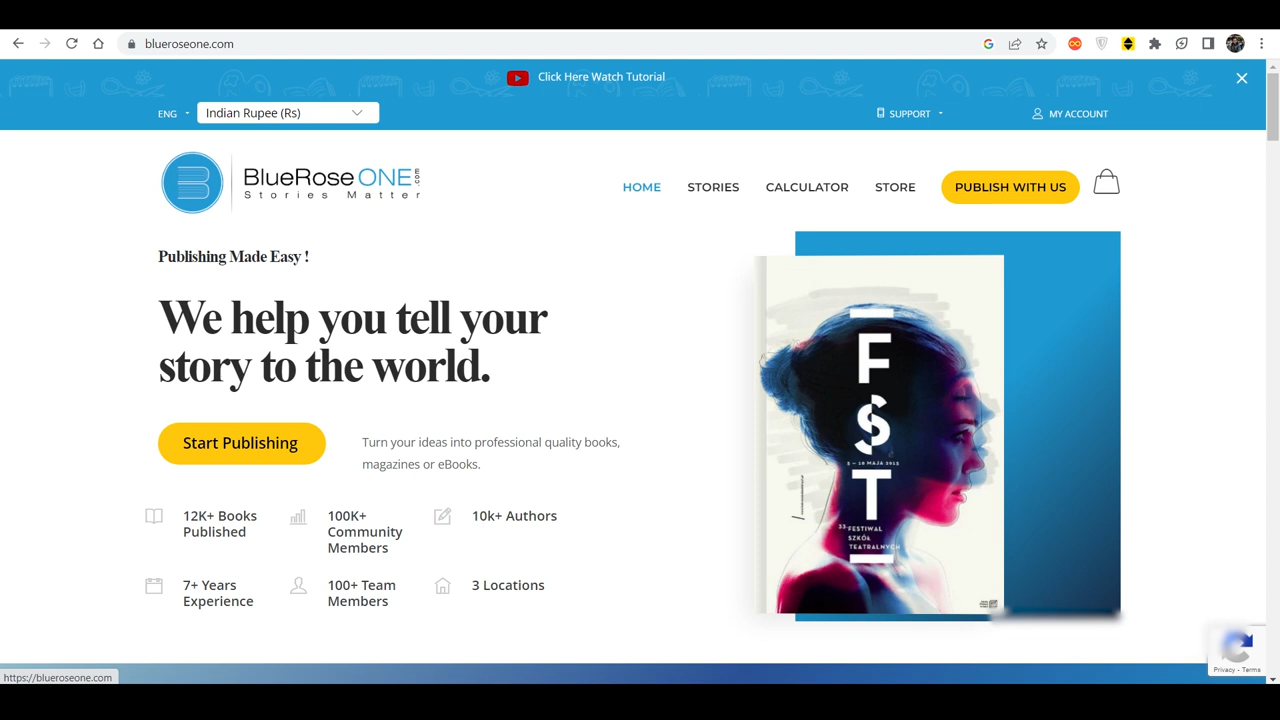 blueroseone.com
Click Here Watch Tutorial
ENG
Indian Rupee (Rs)
SUPPORT
MY ACCOUNT
BlueRose ONE .com
Stories Matter
HOME
STORIES
CALCULATOR
STORE
PUBLISH WITH US
Publishing Made Easy !
We help you tell your
story to the world.
Start Publishing
Turn your ideas into professional quality books,
magazines or eBooks.
12K+ Books
Published
100K+
Community
Members
10k+ Authors
7+ Years
Experience
100+ Team
Members
3 Locations
F
S
T
33. FESTIWAL
SZKÓŁ
TEATRALNYCH
Privacy - Terms
https://blueroseone.com